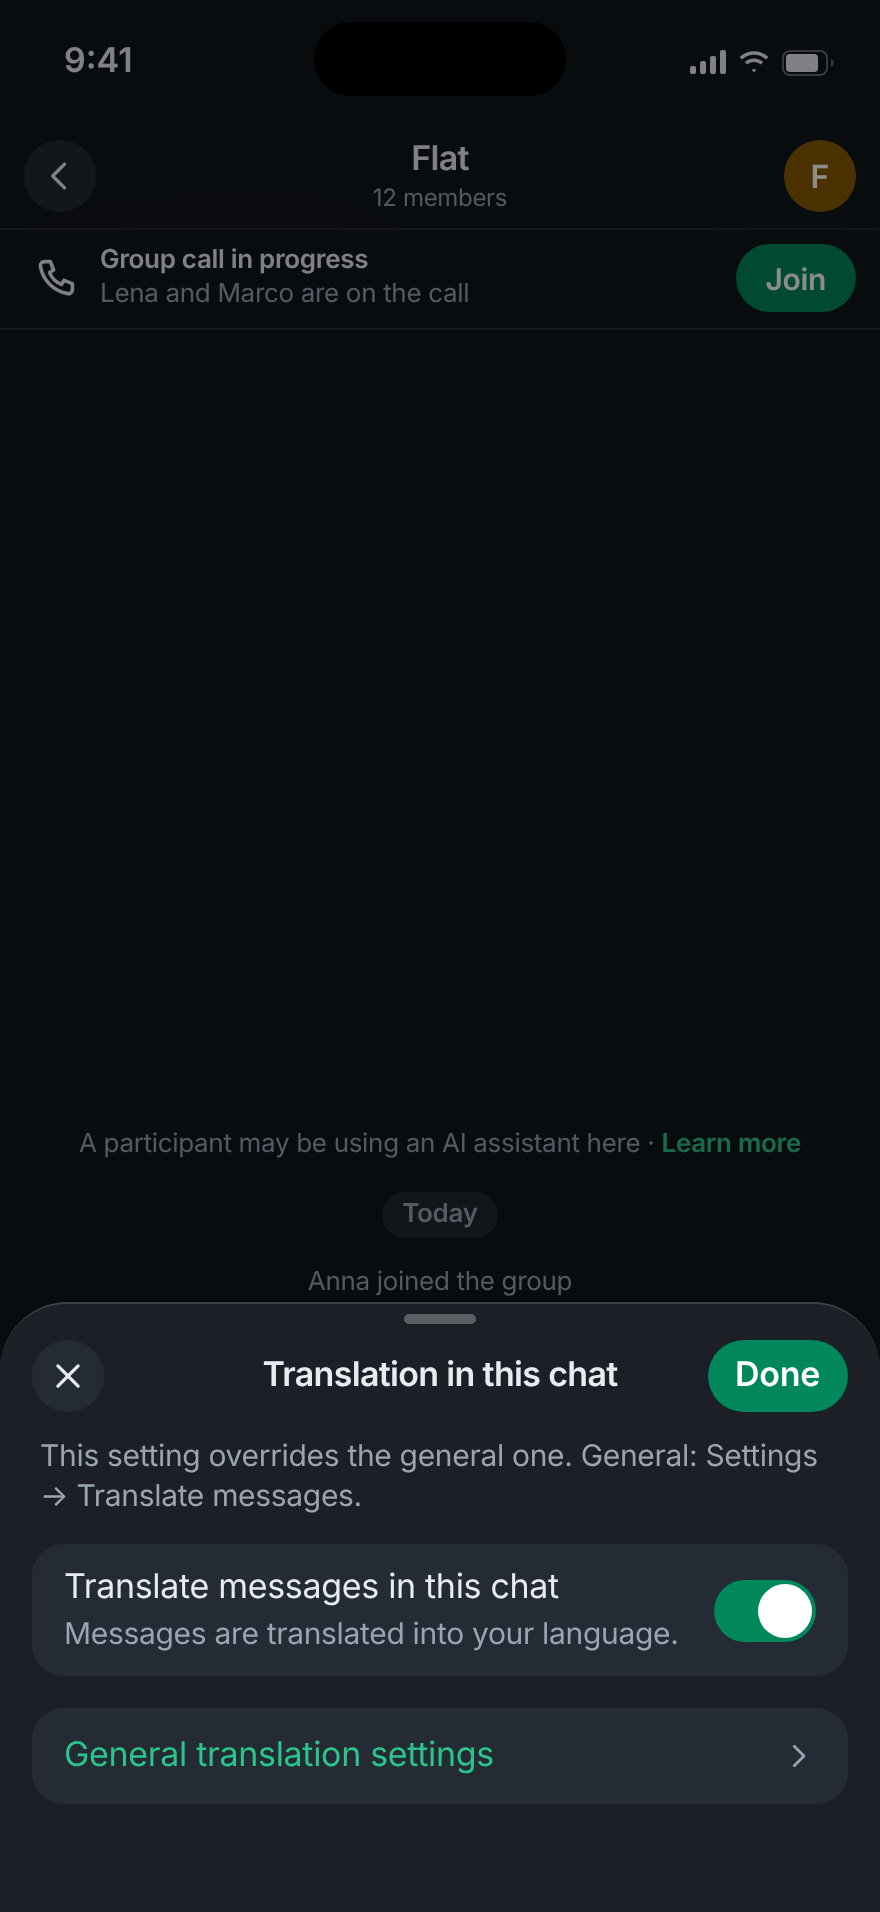 9:41
Flat
12 members
F
Group call in progress
Lena and Marco are on the call
Join
A participant may be using an AI assistant here · Learn more
Today
Anna joined the group
Translation in this chat
Done
This setting overrides the general one. General: Settings
→ Translate messages.
Translate messages in this chat
Messages are translated into your language.
General translation settings